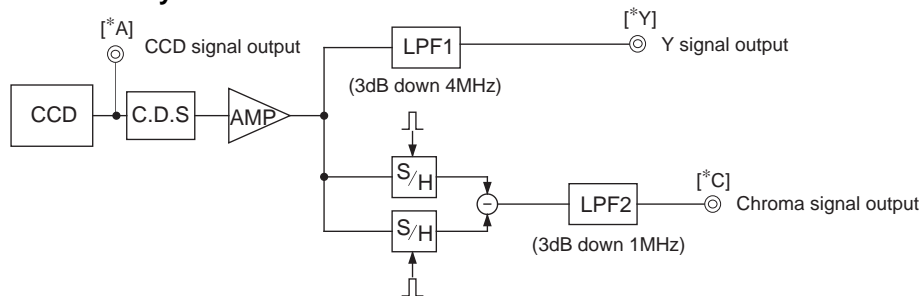 [*A]
CCD signal output
[*Y]
Y signal output
LPF1
(3dB down 4MHz)
CCD
C.D.S
AMP
S/H
S/H
[*C]
Chroma signal output
LPF2
(3dB down 1MHz)